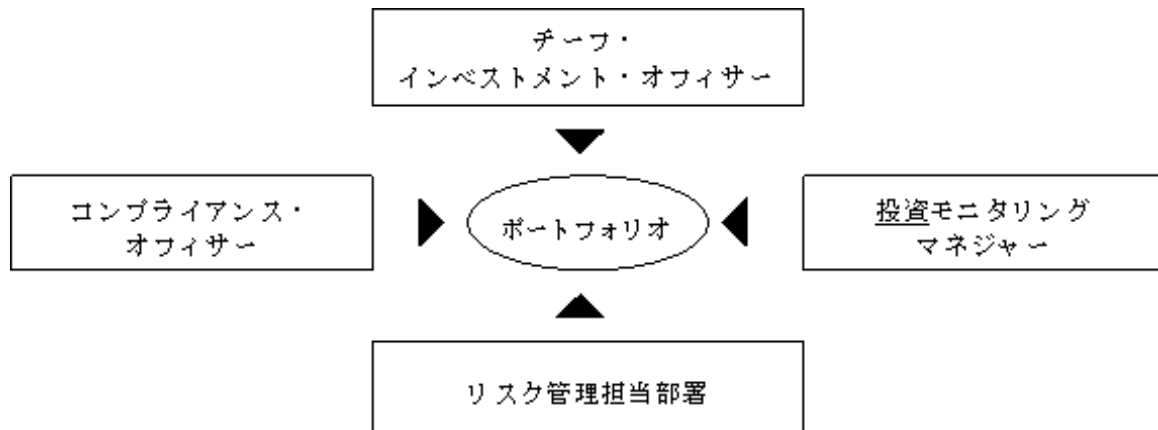 チーフ・
インベストメント・オフィサー
コンプライアンス・
オフィサー
ポートフォリオ
投資モニタリング
マネジャー
リスク管理担当部署